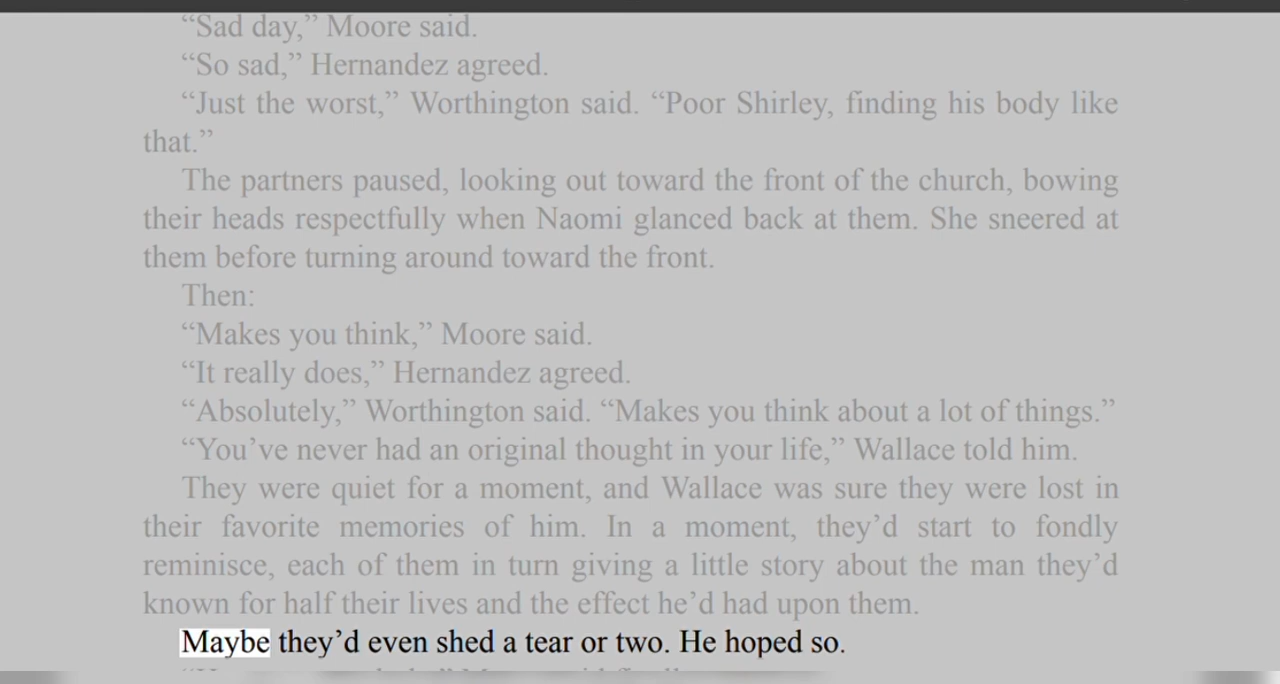 “Sad day,” Moore said.
“So sad,” Hernandez agreed.
“Just the worst,” Worthington said. “Poor Shirley, finding his body like
that.”
The partners paused, looking out toward the front of the church, bowing
their heads respectfully when Naomi glanced back at them. She sneered at
them before turning around toward the front.
Then:
“Makes you think,” Moore said.
“It really does,” Hernandez agreed.
“Absolutely,” Worthington said. “Makes you think about a lot of things.”
“You’ve never had an original thought in your life,” Wallace told him.
They were quiet for a moment, and Wallace was sure they were lost in
their favorite memories of him. In a moment, they’d start to fondly
reminisce, each of them in turn giving a little story about the man they’d
known for half their lives and the effect he’d had upon them.
Maybe they’d even shed a tear or two. He hoped so.